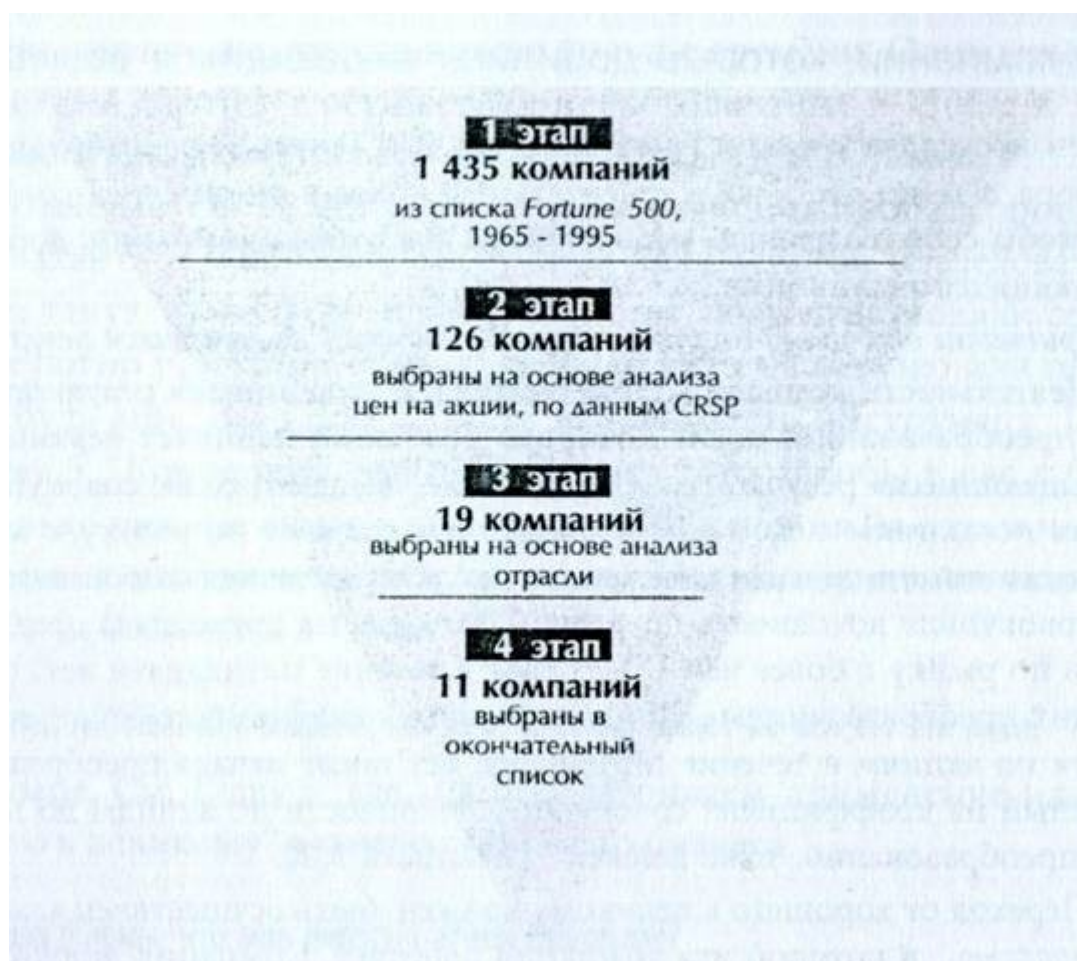 1 этап
1 435 компаний
из списка Fortune 500,
1965 - 1995
2 этап
126 компаний
выбраны на основе анализа
цен на акции, по данным CRSP
3 этап
19 компаний
выбраны на основе анализа
отрасли
4 этап
11 компаний
выбраны в
окончательный
список